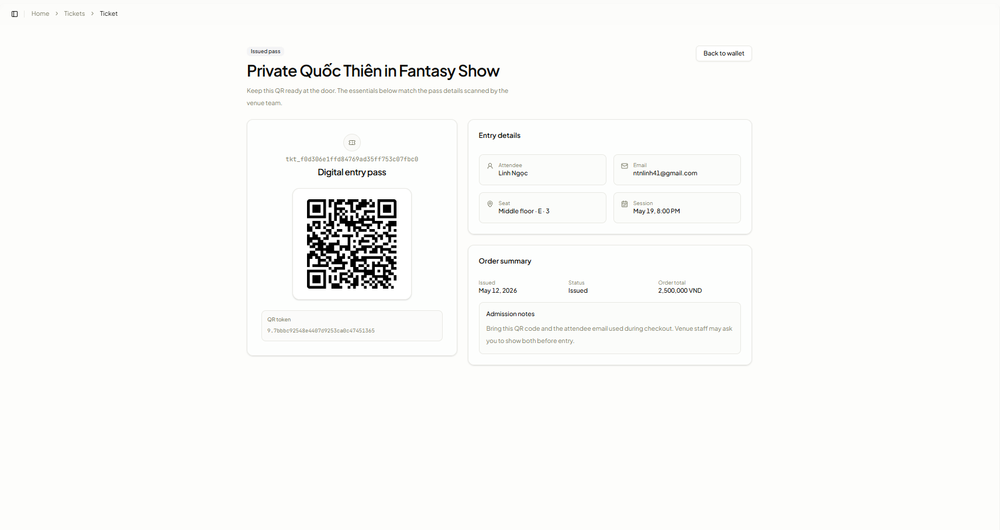 Home > Tickets > Ticket
Issued pass
Back to wallet
Private Quốc Thiên in Fantasy Show
Keep this QR ready at the door. The essentials below match the pass details scanned by the
venue team.
tkt_f0d306e1ffd84769ad35ff753c07fbc0
Digital entry pass
QR token
9.7bbbc92548e4407d9253ca0c47451365
Entry details
Attendee
Linh Ngọc
Email
ntnlinh41@gmail.com
Seat
Middle floor · E · 3
Session
May 19, 8:00 PM
Order summary
Issued
May 12, 2026
Status
Issued
Order total
2,500,000 VND
Admission notes
Bring this QR code and the attendee email used during checkout. Venue staff may ask
you to show both before entry.